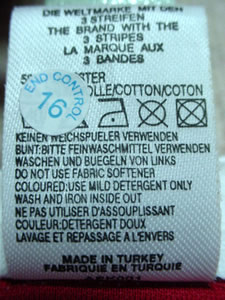 DIE WELTMARKE MIT DEN
3 STREIFEN
THE BRAND WITH THE
3 STRIPES
LA MARQUE AUX
3 BANDES
END CONTROL
16
/COTTON/COTON
KEINEN WEICHSPUELER VERWENDEN
BUNT:BITTE FEINWASCHMITTEL VERWENDEN
WASCHEN UND BUEGELN VON LINKS
DO NOT USE FABRIC SOFTENER
COLOURED:USE MILD DETERGENT ONLY
WASH AND IRON INSIDE OUT
NE PAS UTILISER D'ASSOUPLISSANT
COULEUR:DETERGENT DOUX
LAVAGE ET REPASSAGE A L'ENVERS
MADE IN TURKEY
FABRIQUE EN TURQUIE